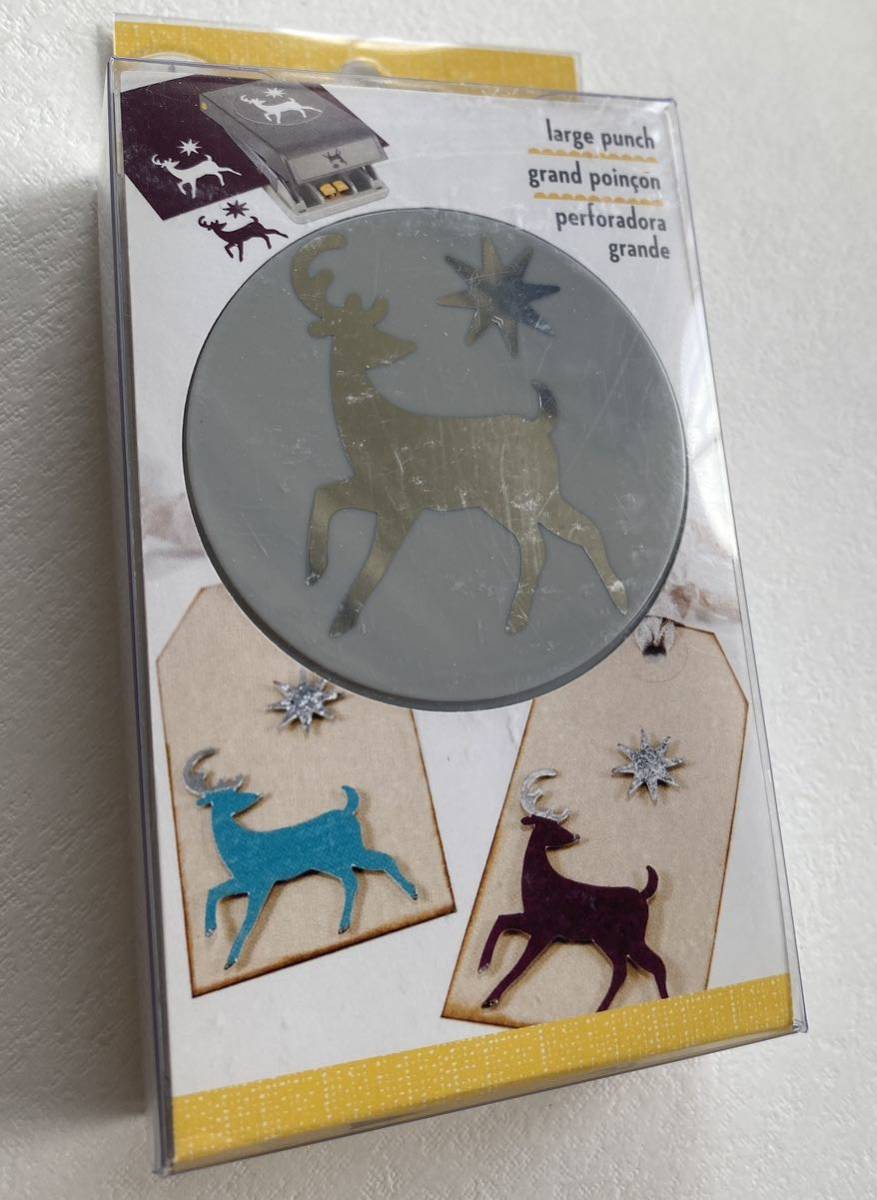 large punch
grand poinçon
perforadora
grande